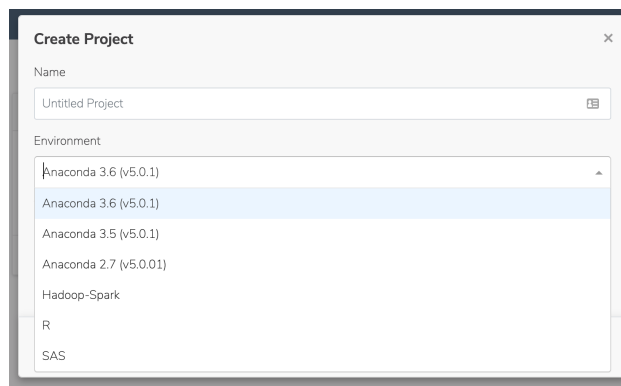 Create Project
×
Name
Untitled Project
Environment
Anaconda 3.6 (v5.0.1)
Anaconda 3.6 (v5.0.1)
Anaconda 3.5 (v5.0.1)
Anaconda 2.7 (v5.0.01)
Hadoop-Spark
R
SAS